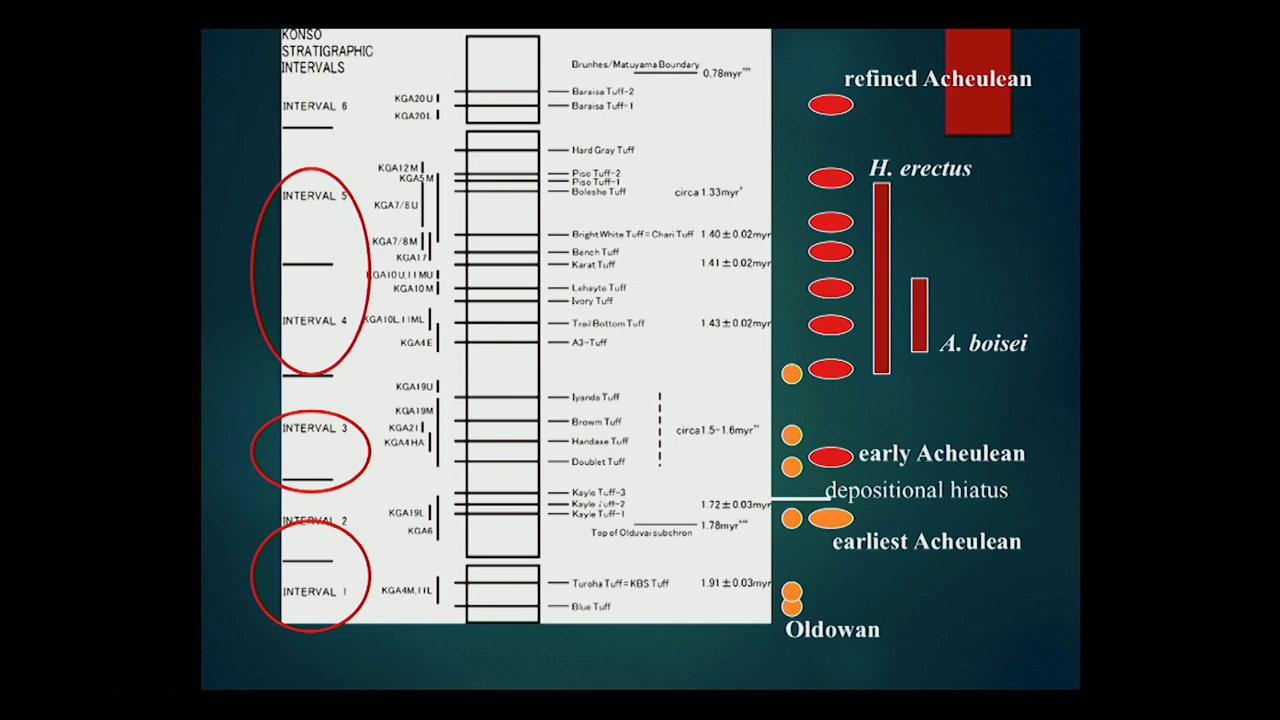 KONSO
STRATIGRAPHIC
INTERVALS
INTERVAL 6
INTERVAL 5
INTERVAL 4
INTERVAL 3
INTERVAL 2
INTERVAL 1
KGA20U
KGA20L
KGA12M
KGA5M
KGA7/8U
KGA7/8M
KGA17
KGA10U,11MU
KGA10M
KGA10L,11ML
KGA4E
KGA19U
KGA19M
KGA21
KGA4HA
KGA19L
KGA6
KGA4M,11L
Brunhes/Matuyama Boundary 0.78myr***
Baraisa Tuff-2
Baraisa Tuff-1
Hard Gray Tuff
Piso Tuff-2
Piso Tuff-1
Boleshe Tuff circa 1.33myr*
Bright White Tuff=Chari Tuff 1.40±0.02myr
Bench Tuff
Karat Tuff 1.41±0.02myr
Lehayte Tuff
Ivory Tuff
Trail Bottom Tuff 1.43±0.02myr
A3-Tuff
Iyanda Tuff
Brown Tuff circa 1.5-1.6myr**
Handaxe Tuff
Doublet Tuff
Kayle Tuff-3
Kayle Tuff-2 1.72±0.03myr
Kayle Tuff-1
Top of Olduvai subchron 1.78myr***
Turoha Tuff=KBS Tuff 1.91±0.03myr
Blue Tuff
refined Acheulean
H. erectus
A. boisei
early Acheulean
depositional hiatus
earliest Acheulean
Oldowan